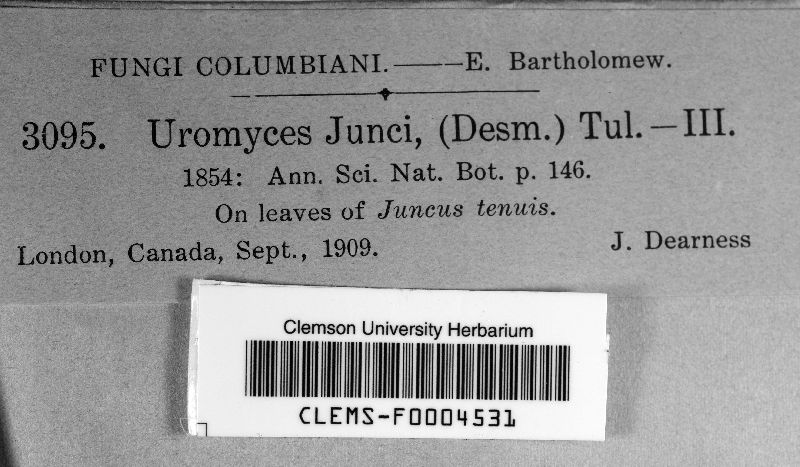 FUNGI COLUMBIANI.——E. Bartholomew.
3095. Uromyces Junci, (Desm.) Tul.—III.
1854: Ann. Sci. Nat. Bot. p. 146.
On leaves of Juncus tenuis.
London, Canada, Sept., 1909. J. Dearness
Clemson University Herbarium
CLEMS-F0004531